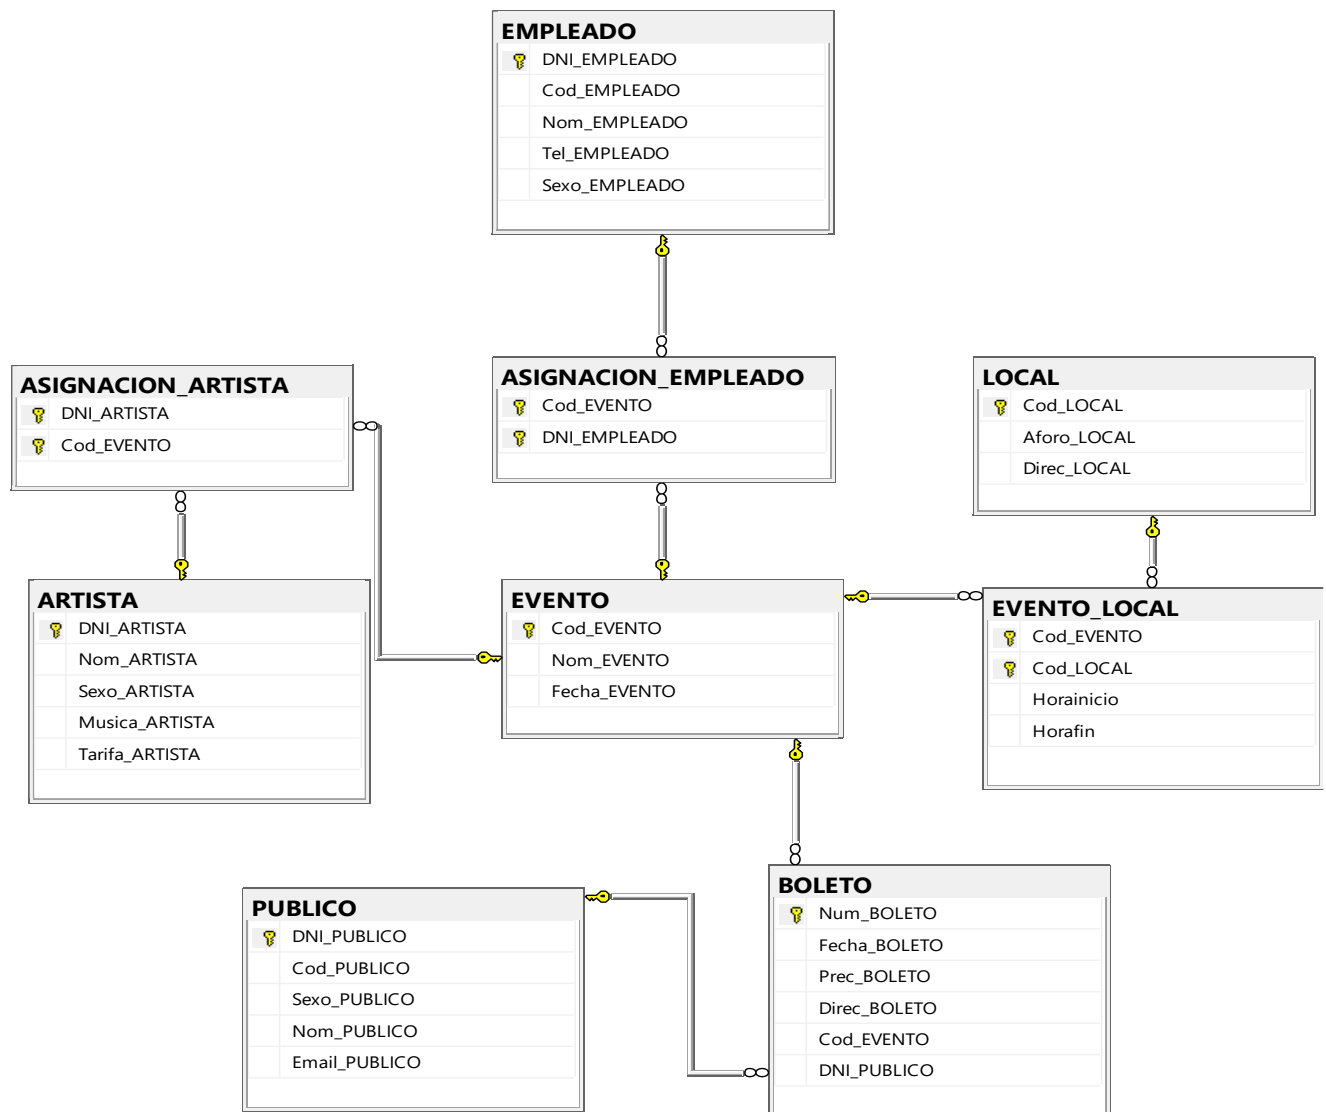 EMPLEADO
DNI_EMPLEADO
Cod_EMPLEADO
Nom_EMPLEADO
Tel_EMPLEADO
Sexo_EMPLEADO
ASIGNACION_ARTISTA
DNI_ARTISTA
Cod_EVENTO
ASIGNACION_EMPLEADO
Cod_EVENTO
DNI_EMPLEADO
LOCAL
Cod_LOCAL
Aforo_LOCAL
Direc_LOCAL
ARTISTA
DNI_ARTISTA
Nom_ARTISTA
Sexo_ARTISTA
Musica_ARTISTA
Tarifa_ARTISTA
EVENTO
Cod_EVENTO
Nom_EVENTO
Fecha_EVENTO
EVENTO_LOCAL
Cod_EVENTO
Cod_LOCAL
Horainicio
Horafin
PUBLICO
DNI_PUBLICO
Cod_PUBLICO
Sexo_PUBLICO
Nom_PUBLICO
Email_PUBLICO
BOLETO
Num_BOLETO
Fecha_BOLETO
Prec_BOLETO
Direc_BOLETO
Cod_EVENTO
DNI_PUBLICO